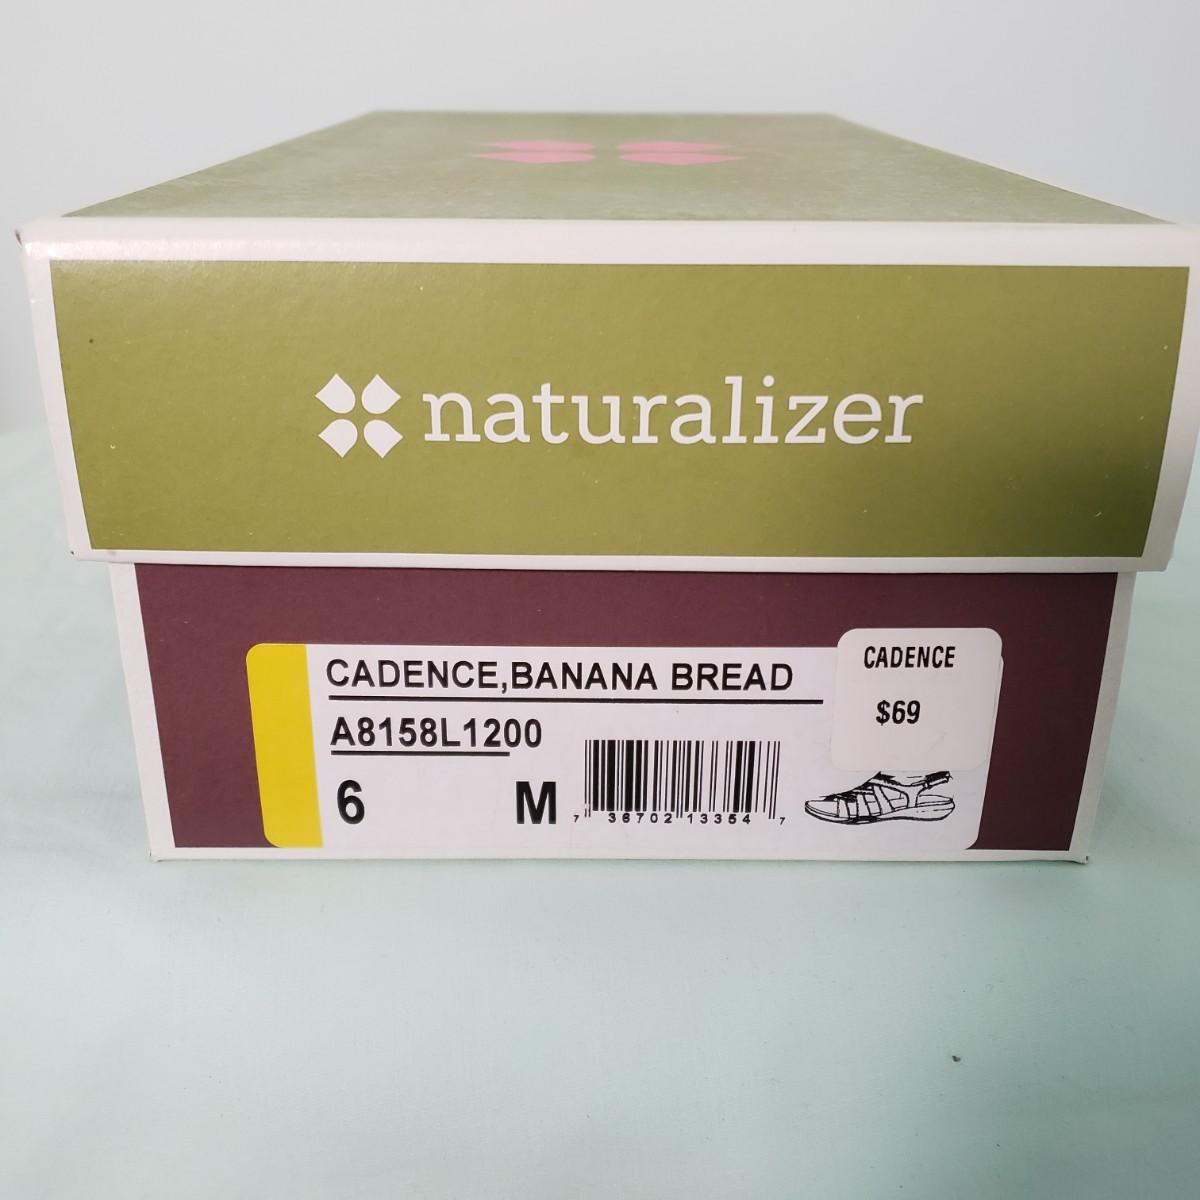 naturalizer
CADENCE,BANANA BREAD
CADENCE
$69
A8158L1200
6 M
7 36702 13354 7